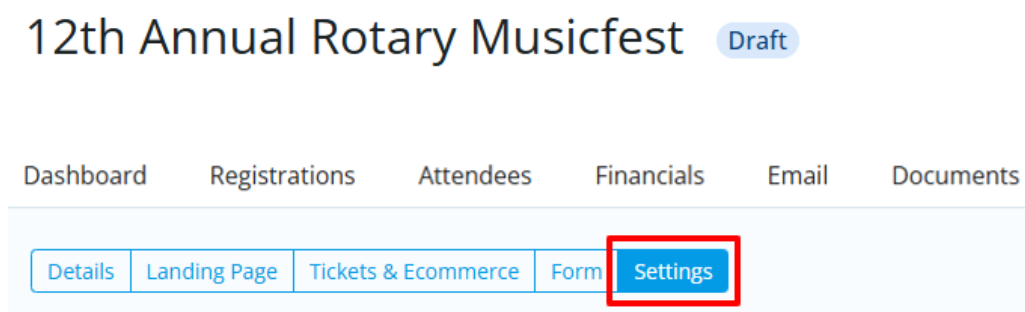 12th Annual Rotary Musicfest Draft
Dashboard Registrations Attendees Financials Email Documents
Details Landing Page Tickets & Ecommerce Form Settings